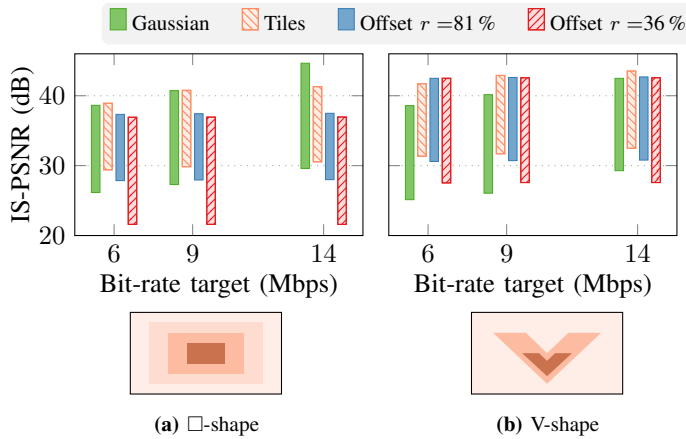 Gaussian Tiles Offset r = 81 % Offset r = 36 %
IS-PSNR (dB)
40
30
20
6 9 14
Bit-rate target (Mbps)
6 9 14
Bit-rate target (Mbps)
(a) □-shape
(b) V-shape